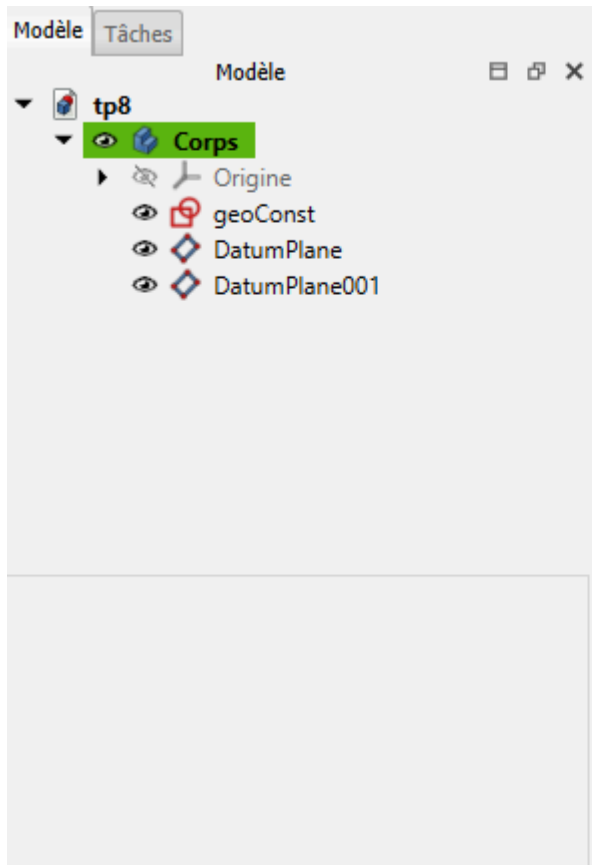 Modèle Tâches
Modèle
tp8
Corps
Origine
geoConst
DatumPlane
DatumPlane001